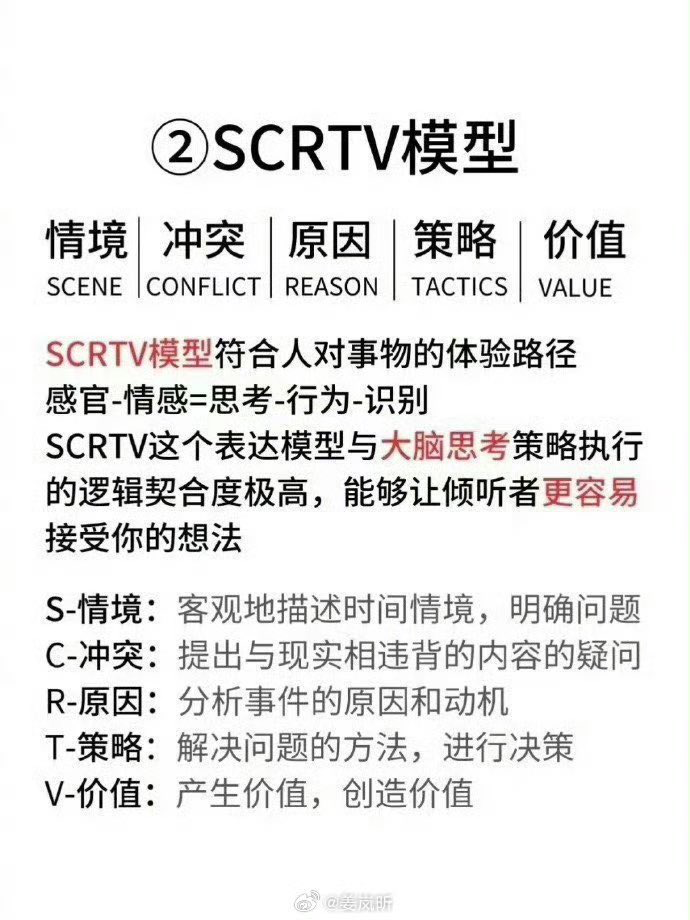 ②SCRTV模型
情境 冲突 原因 策略 价值
SCENE CONFLICT REASON TACTICS VALUE
SCRTV模型符合人对事物的体验路径
感官-情感=思考-行为-识别
SCRTV这个表达模型与大脑思考策略执行
的逻辑契合度极高，能够让倾听者更容易
接受你的想法
S-情境：客观地描述时间情境，明确问题
C-冲突：提出与现实相违背的内容的疑问
R-原因：分析事件的原因和动机
T-策略：解决问题的方法，进行决策
V-价值：产生价值，创造价值
@姜岚昕